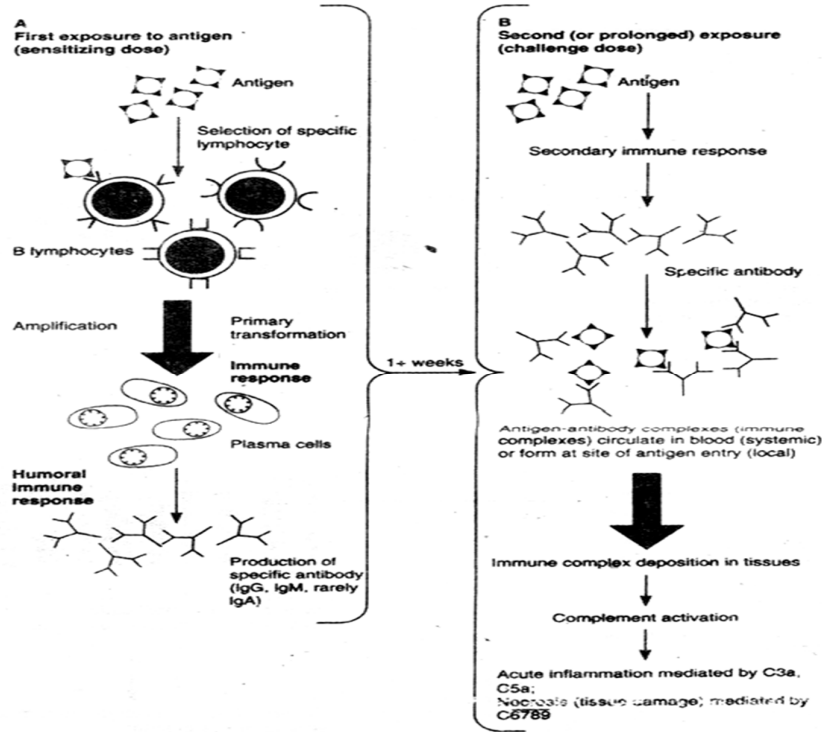 A
First exposure to antigen
(sensitizing dose)
Antigen
Selection of specific
lymphocyte
B lymphocytes
Amplification
Primary
transformation
Immune
response
Plasma cells
Humoral
immune
response
Production of
specific antibody
(IgG, IgM, rarely
IgA)
1+ weeks
B
Second (or prolonged) exposure
(challenge dose)
Antigen
Secondary immune response
Specific antibody
Antigen-antibody complexes (immune
complexes) circulate in blood (systemic)
or form at site of antigen entry (local)
Immune complex deposition in tissues
Complement activation
Acute inflammation mediated by C3a,
C5a;
Necrosis (tissue damage) mediated by
C6789